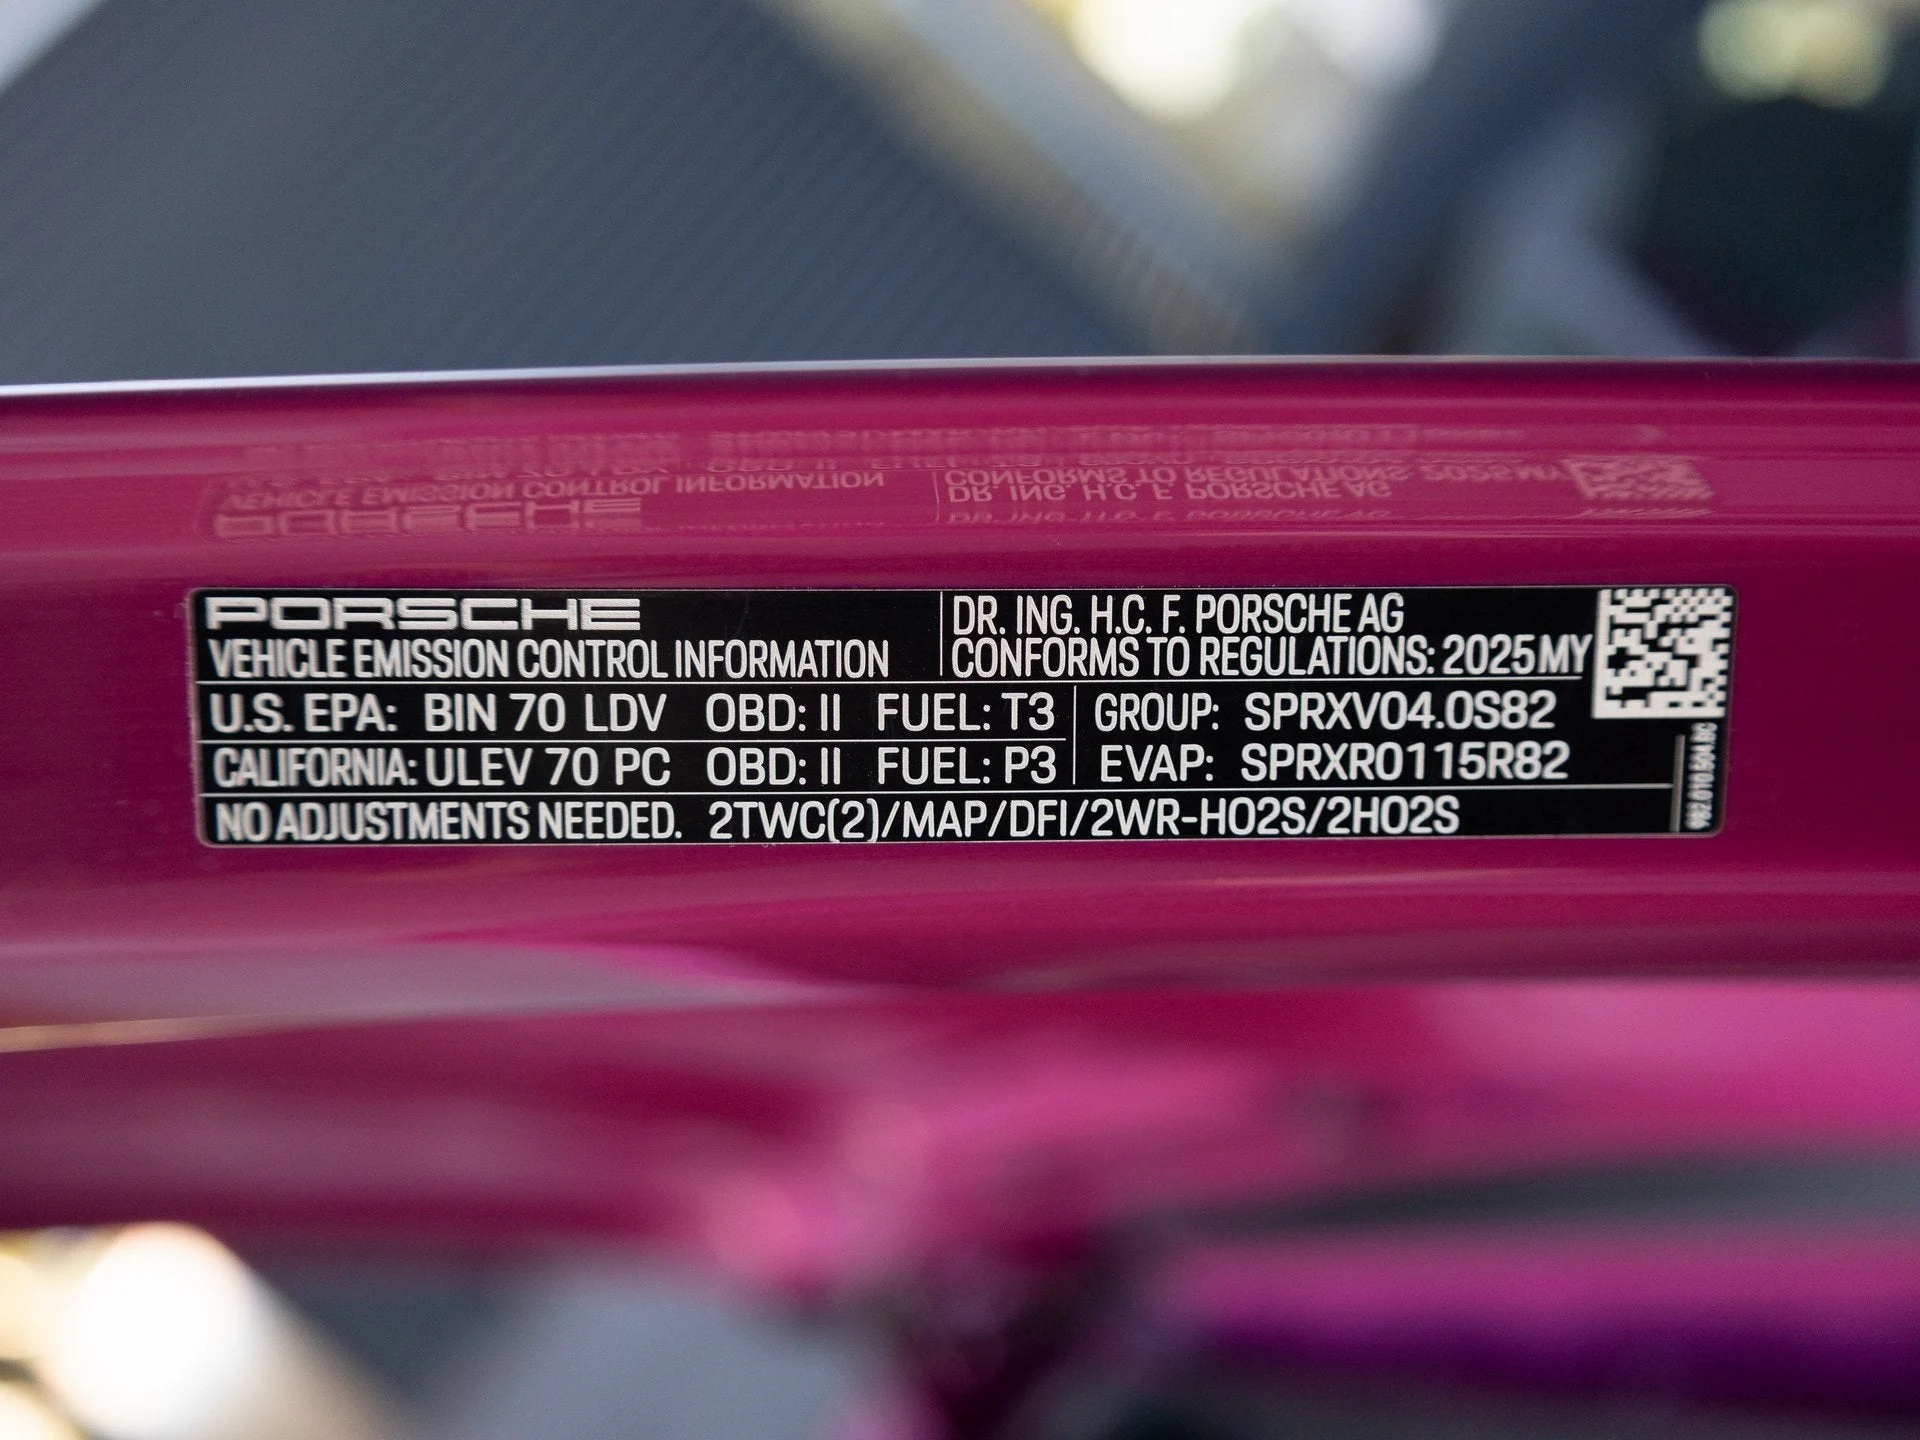 PORSCHE
VEHICLE EMISSION CONTROL INFORMATION
DR. ING. H.C. F. PORSCHE AG
CONFORMS TO REGULATIONS: 2025MY
U.S. EPA: BIN 70 LDV OBD: II FUEL: T3
GROUP: SPRXV04.0S82
CALIFORNIA: ULEV 70 PC OBD: II FUEL: P3
EVAP: SPRXR0115R82
NO ADJUSTMENTS NEEDED. 2TWC(2)/MAP/DFI/2WR-HO2S/2HO2S